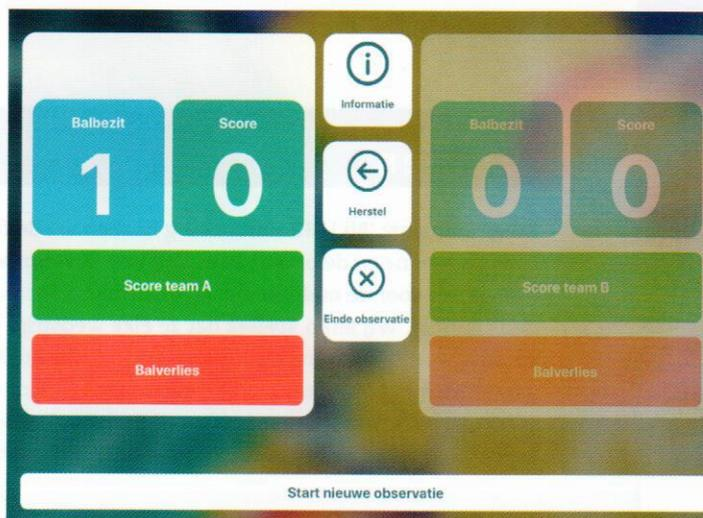 Balbezit
1
Score
0
Score team A
Balverlies
Informatie
Herstel
Einde observatie
Balbezit
0
Score
0
Score team B
Balverlies
Start nieuwe observatie